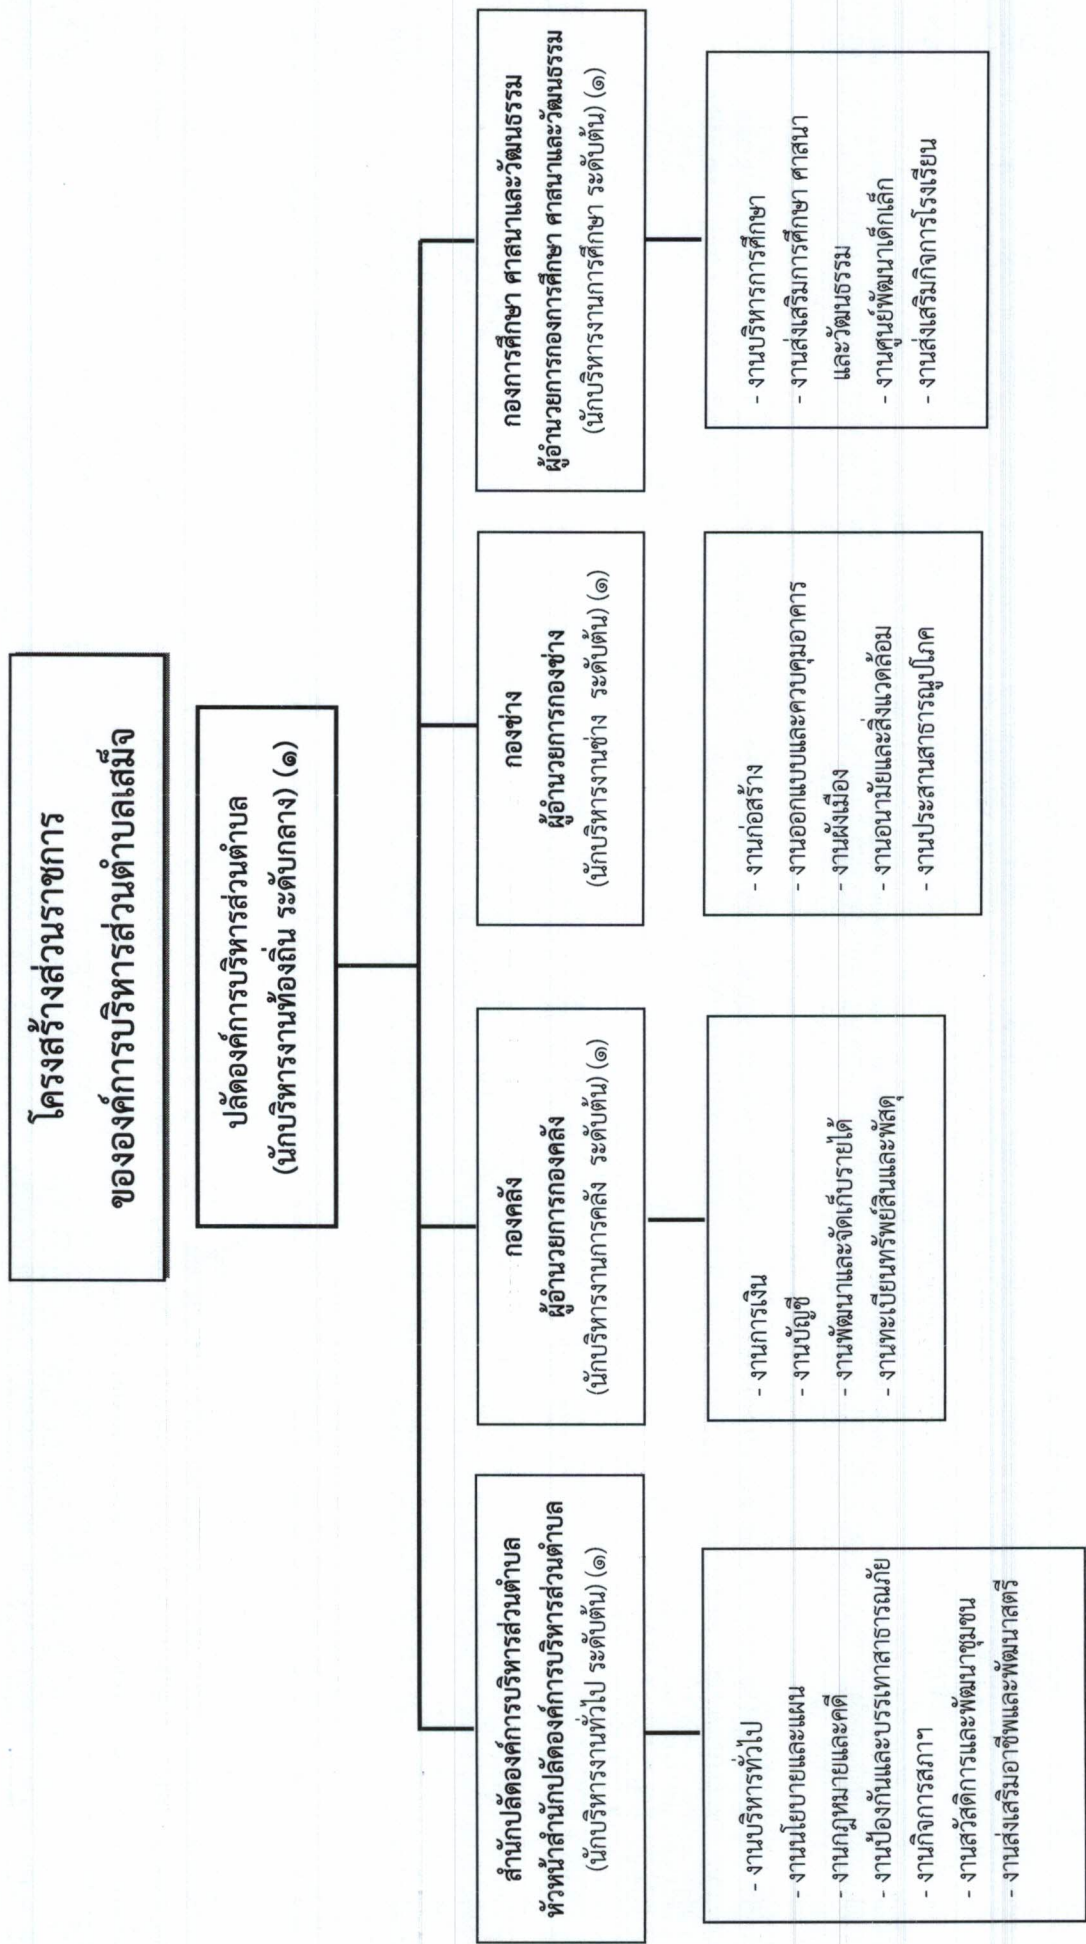 โครงสร้างส่วนราชการ
ขององค์การบริหารส่วนตำบลเสม็จ
ปลัดองค์การบริหารส่วนตำบล
(นักบริหารงานท้องถิ่น ระดับกลาง) (๑)
สำนักปลัดองค์การบริหารส่วนตำบล
หัวหน้าสำนักปลัดองค์การบริหารส่วนตำบล
(นักบริหารงานทั่วไป ระดับต้น) (๑)
- งานบริหารทั่วไป
- งานนโยบายและแผน
- งานกฎหมายและคดี
- งานป้องกันและบรรเทาสาธารณภัย
- งานกิจการสภาฯ
- งานสวัสดิการและพัฒนาชุมชน
- งานส่งเสริมอาชีพและพัฒนาสตรี
กองคลัง
ผู้อำนวยการกองคลัง
(นักบริหารงานการคลัง ระดับต้น) (๑)
- งานการเงิน
- งานบัญชี
- งานพัฒนาและจัดเก็บรายได้
- งานทะเบียนทรัพย์สินและพัสดุ
กองช่าง
ผู้อำนวยการกองช่าง
(นักบริหารงานช่าง ระดับต้น) (๑)
- งานก่อสร้าง
- งานออกแบบและควบคุมอาคาร
- งานผังเมือง
- งานอนามัยและสิ่งแวดล้อม
- งานประสานสาธารณูปโภค
กองการศึกษา ศาสนาและวัฒนธรรม
ผู้อำนวยการกองการศึกษา ศาสนาและวัฒนธรรม
(นักบริหารงานการศึกษา ระดับต้น) (๑)
- งานบริหารการศึกษา
- งานส่งเสริมการศึกษา ศาสนา
และวัฒนธรรม
- งานศูนย์พัฒนาเด็กเล็ก
- งานส่งเสริมกิจการโรงเรียน